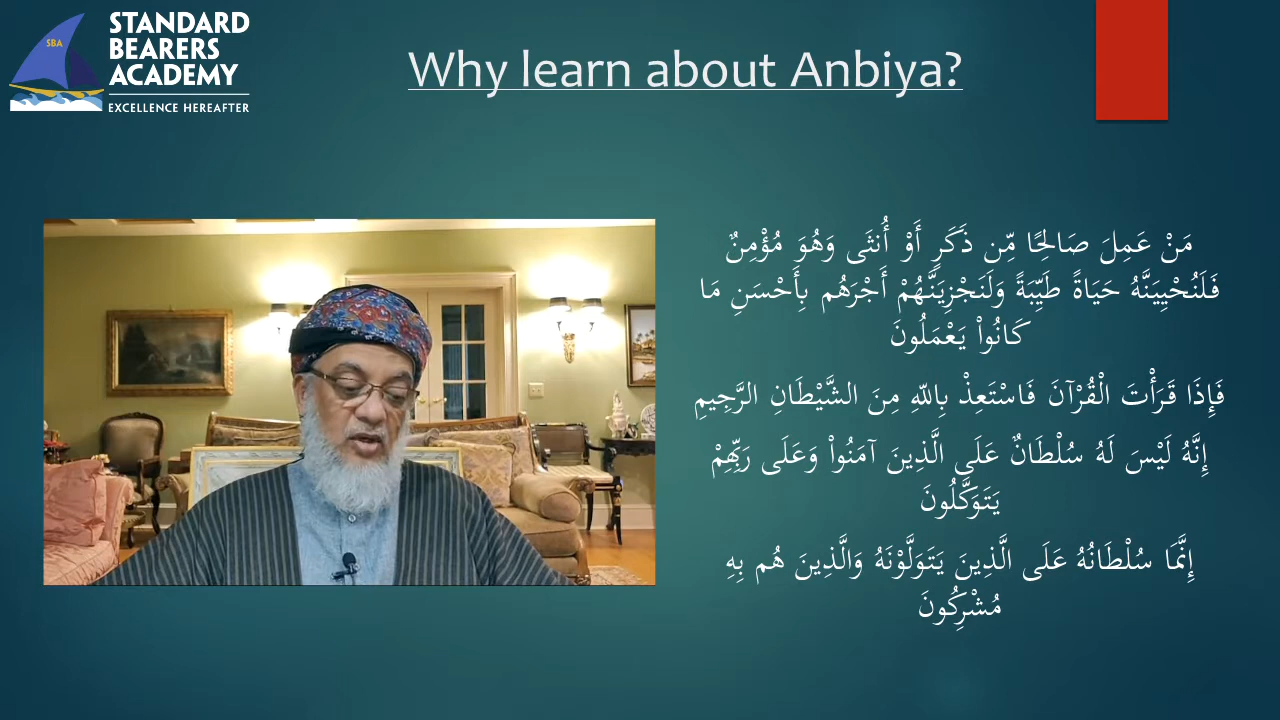 STANDARD
BEARERS
ACADEMY
EXCELLENCE HEREAFTER
SBA
Why learn about Anbiya?
مَنْ عَمِلَ صَالِحًا مِّن ذَكَرٍ أَوْ أُنثَى وَهُوَ مُؤْمِنٌ
فَلَنُحْيِيَنَّهُ حَيَاةً طَيِّبَةً وَلَنَجْزِيَنَّهُمْ أَجْرَهُم بِأَحْسَنِ مَا
كَانُواْ يَعْمَلُونَ
فَإِذَا قَرَأْتَ الْقُرْآنَ فَاسْتَعِذْ بِاللّهِ مِنَ الشَّيْطَانِ الرَّجِيمِ
إِنَّهُ لَيْسَ لَهُ سُلْطَانٌ عَلَى الَّذِينَ آمَنُواْ وَعَلَى رَبِّهِمْ
يَتَوَكَّلُونَ
إِنَّمَا سُلْطَانُهُ عَلَى الَّذِينَ يَتَوَلَّوْنَهُ وَالَّذِينَ هُم بِهِ
مُشْرِكُونَ